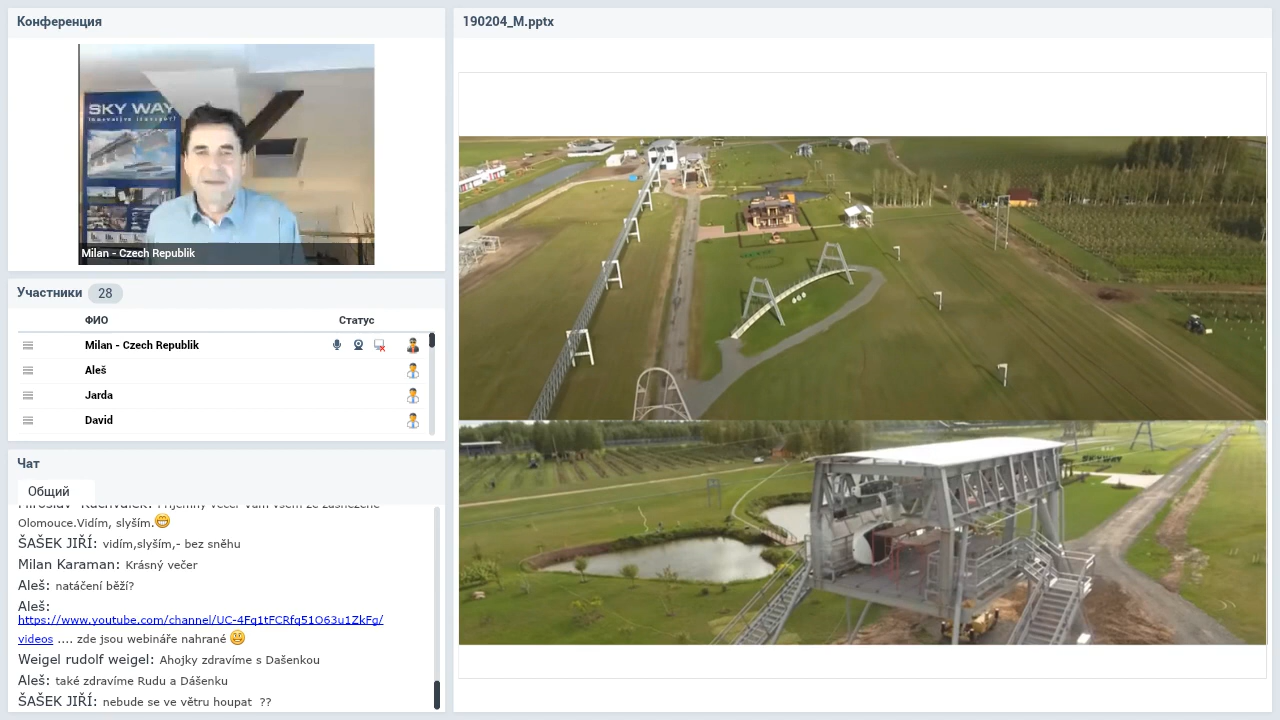 Конференция
SKY WAY
innovative transport
Milan - Czech Republik
Участники 28
ФИО Статус
Milan - Czech Republik
Aleš
Jarda
David
Чат
Общий
Olomouce.Vidím, slyším.
ŠAŠEK JIŘÍ: vidím,slyším,- bez sněhu
Milan Karaman: Krásný večer
Aleš: natáčení běží?
Aleš:
https://www.youtube.com/channel/UC-4Fq1tFCRfq51O63u1ZkFg/
videos .... zde jsou webináře nahrané
Weigel rudolf weigel: Ahojky zdravíme s Dašenkou
Aleš: také zdravíme Rudu a Dášenku
ŠAŠEK JIŘÍ: nebude se ve větru houpat ??
190204_M.pptx
SKYWAY